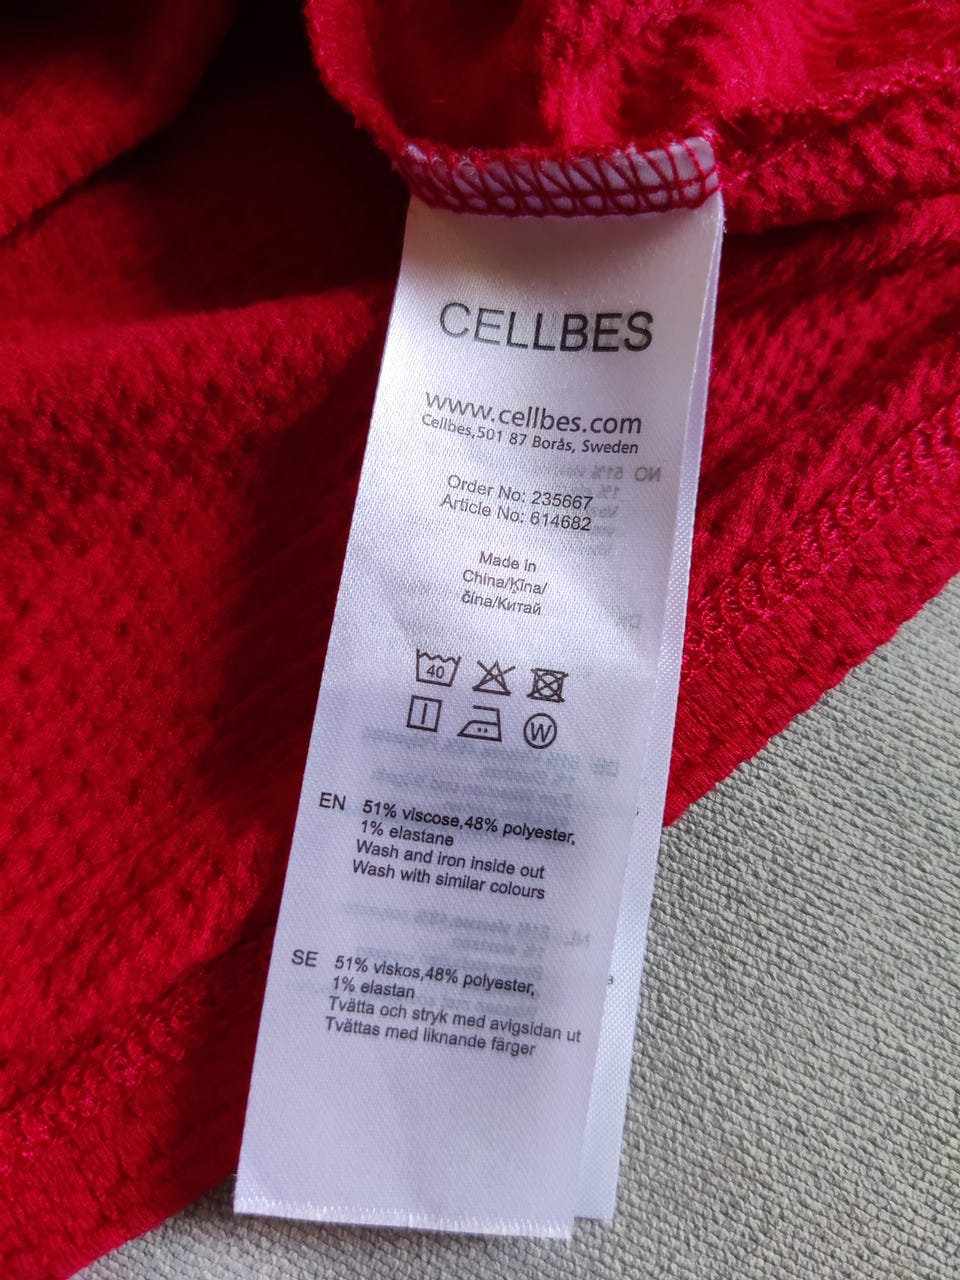 CELLBES
www.cellbes.com
Cellbes,501 87 Borås, Sweden
Order No: 235667
Article No: 614682
Made in
China/Ķīna/
čína/Китай
40
W
EN 51% viscose,48% polyester,
1% elastane
Wash and iron inside out
Wash with similar colours
SE 51% viskos,48% polyester,
1% elastan
Tvätta och stryk med avigsidan ut
Tvättas med liknande färger